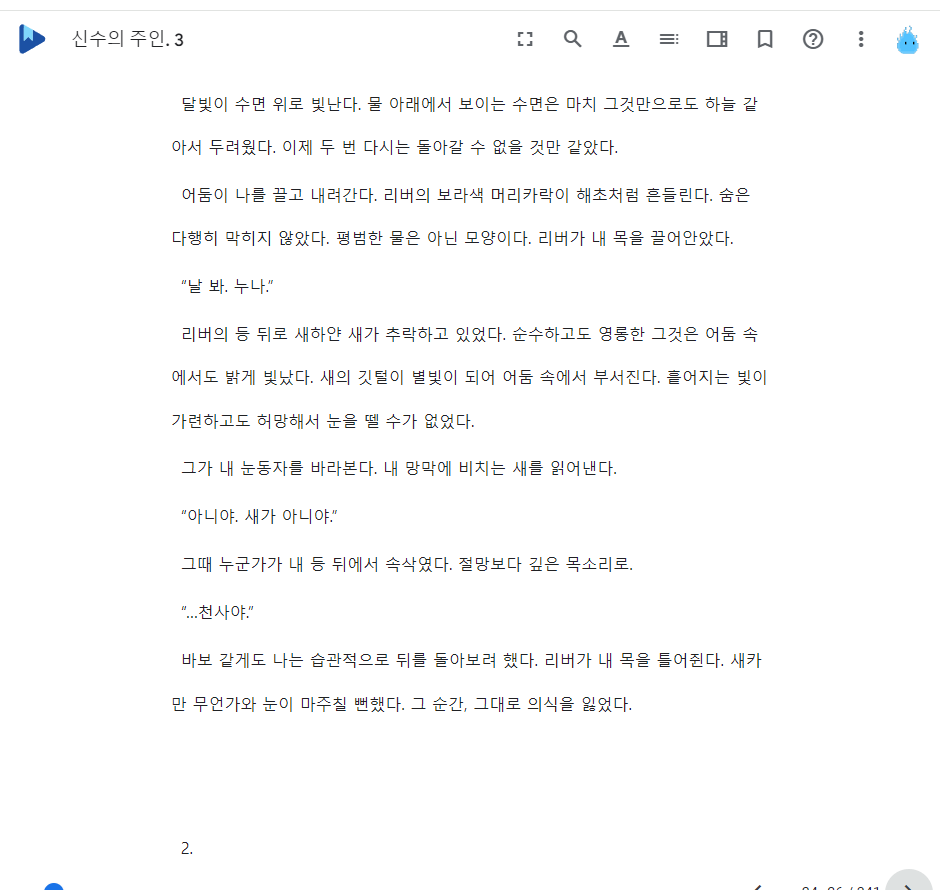 신수의 주인. 3
달빛이 수면 위로 빛난다. 물 아래에서 보이는 수면은 마치 그것만으로도 하늘 같
아서 두려웠다. 이제 두 번 다시는 돌아갈 수 없을 것만 같았다.
어둠이 나를 끌고 내려간다. 리버의 보라색 머리카락이 해초처럼 흔들린다. 숨은
다행히 막히지 않았다. 평범한 물은 아닌 모양이다. 리버가 내 목을 끌어안았다.
“날 봐. 누나.”
리버의 등 뒤로 새하얀 새가 추락하고 있었다. 순수하고도 영롱한 그것은 어둠 속
에서도 밝게 빛났다. 새의 깃털이 별빛이 되어 어둠 속에서 부서진다. 흩어지는 빛이
가련하고도 허망해서 눈을 뗄 수가 없었다.
그가 내 눈동자를 바라본다. 내 망막에 비치는 새를 읽어낸다.
“아니야. 새가 아니야.”
그때 누군가가 내 등 뒤에서 속삭였다. 절망보다 깊은 목소리로.
“...천사야.”
바보 같게도 나는 습관적으로 뒤를 돌아보려 했다. 리버가 내 목을 틀어쥔다. 새카
만 무언가와 눈이 마주칠 뻔했다. 그 순간, 그대로 의식을 잃었다.
2.